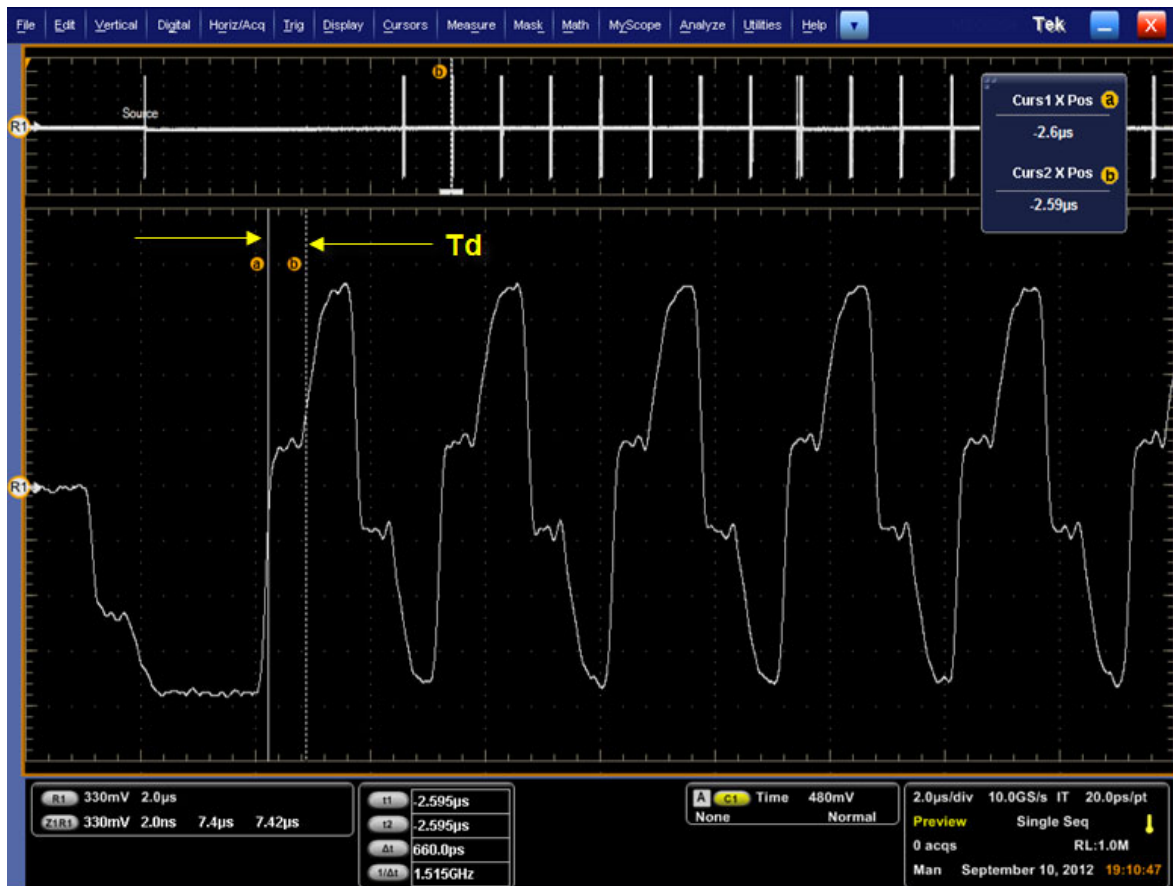 File Edit Vertical Digital Horiz/Acq Trig Display Cursors Measure Mask Math MyScope Analyze Utilities Help Tek X
b
Source
R1
Curs1 X Pos a
-2.6µs
Curs2 X Pos b
-2.59µs
Td
a b
R1
R1 330mV 2.0µs
Z1R1 330mV 2.0ns 7.4µs 7.42µs
t1 -2.595µs
t2 -2.595µs
Δt 660.0ps
1/Δt 1.515GHz
A C1 Time 480mV
None Normal
2.0µs/div 10.0GS/s IT 20.0ps/pt
Preview Single Seq
0 acqs RL:1.0M
Man September 10, 2012 19:10:47